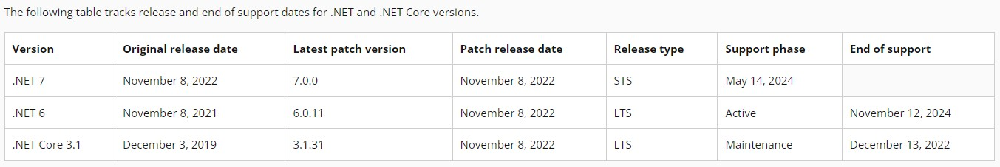 The following table tracks release and end of support dates for .NET and .NET Core versions.
Version Original release date Latest patch version Patch release date Release type Support phase End of support
.NET 7 November 8, 2022 7.0.0 November 8, 2022 STS May 14, 2024
.NET 6 November 8, 2021 6.0.11 November 8, 2022 LTS Active November 12, 2024
.NET Core 3.1 December 3, 2019 3.1.31 November 8, 2022 LTS Maintenance December 13, 2022